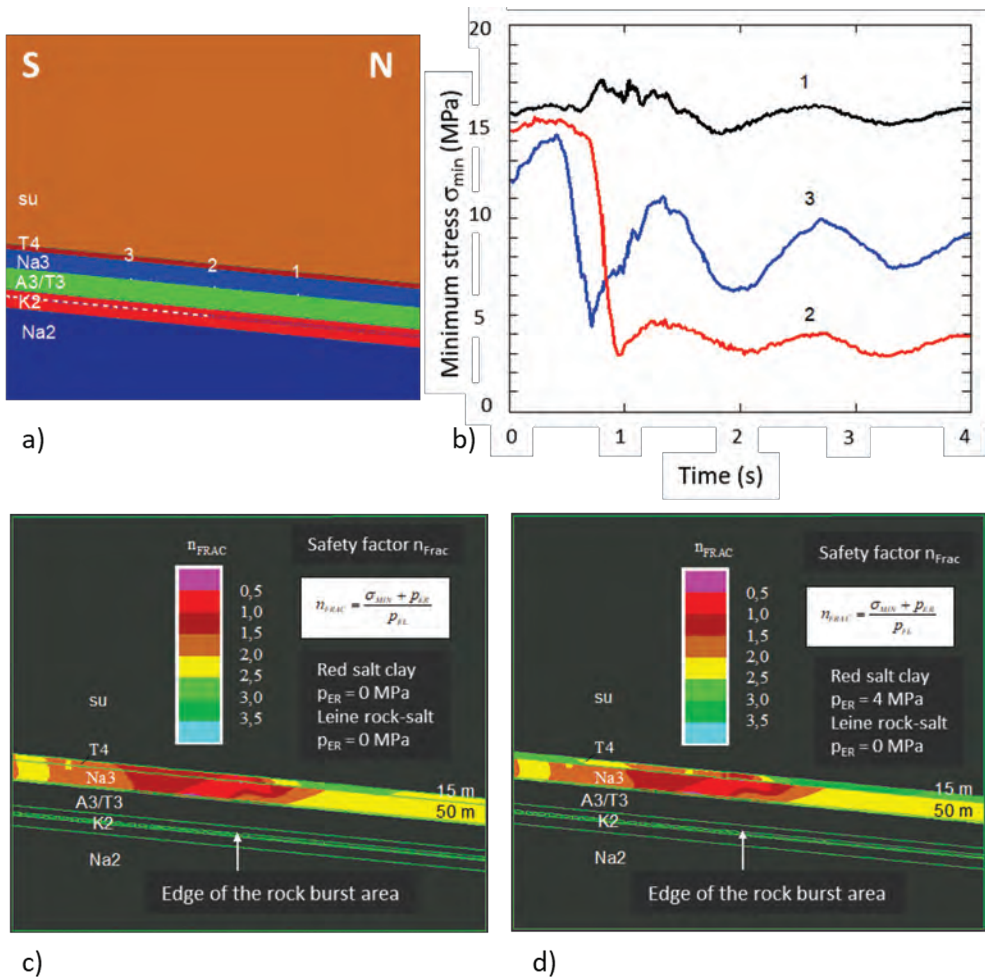 S N
su
T4
Na3
A3/T3
K2
Na2
3
2
1
a)
Minimum stress σmin (MPa)
20
15
10
5
0
1
3
2
0 1 2 3 4
Time (s)
b)
nFRAC
0,5
1,0
1,5
2,0
2,5
3,0
3,5
Safety factor nFrac
nFRAC = (σMIN + pER) / pFL
Red salt clay
pER = 0 MPa
Leine rock-salt
pER = 0 MPa
su
T4
Na3
A3/T3
K2
Na2
15 m
50 m
Edge of the rock burst area
c)
nFRAC
0,5
1,0
1,5
2,0
2,5
3,0
3,5
Safety factor nFrac
nFRAC = (σMIN + pER) / pFL
Red salt clay
pER = 4 MPa
Leine rock-salt
pER = 0 MPa
su
T4
Na3
A3/T3
K2
Na2
15 m
50 m
Edge of the rock burst area
d)